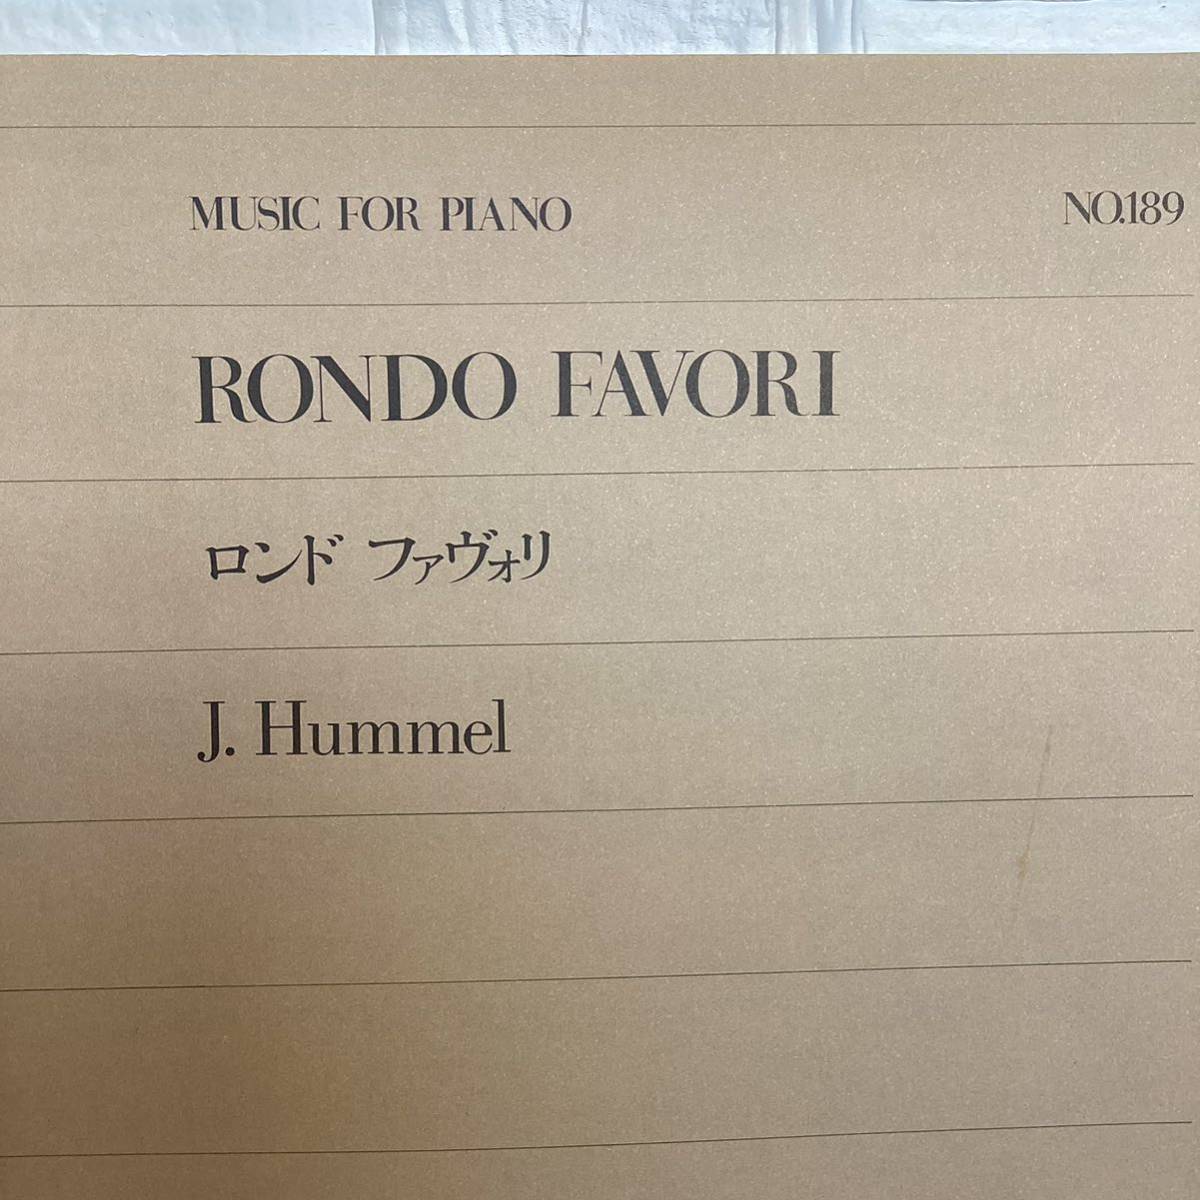 MUSIC FOR PIANO NO.189
RONDO FAVORI
ロンド ファヴォリ
J. Hummel